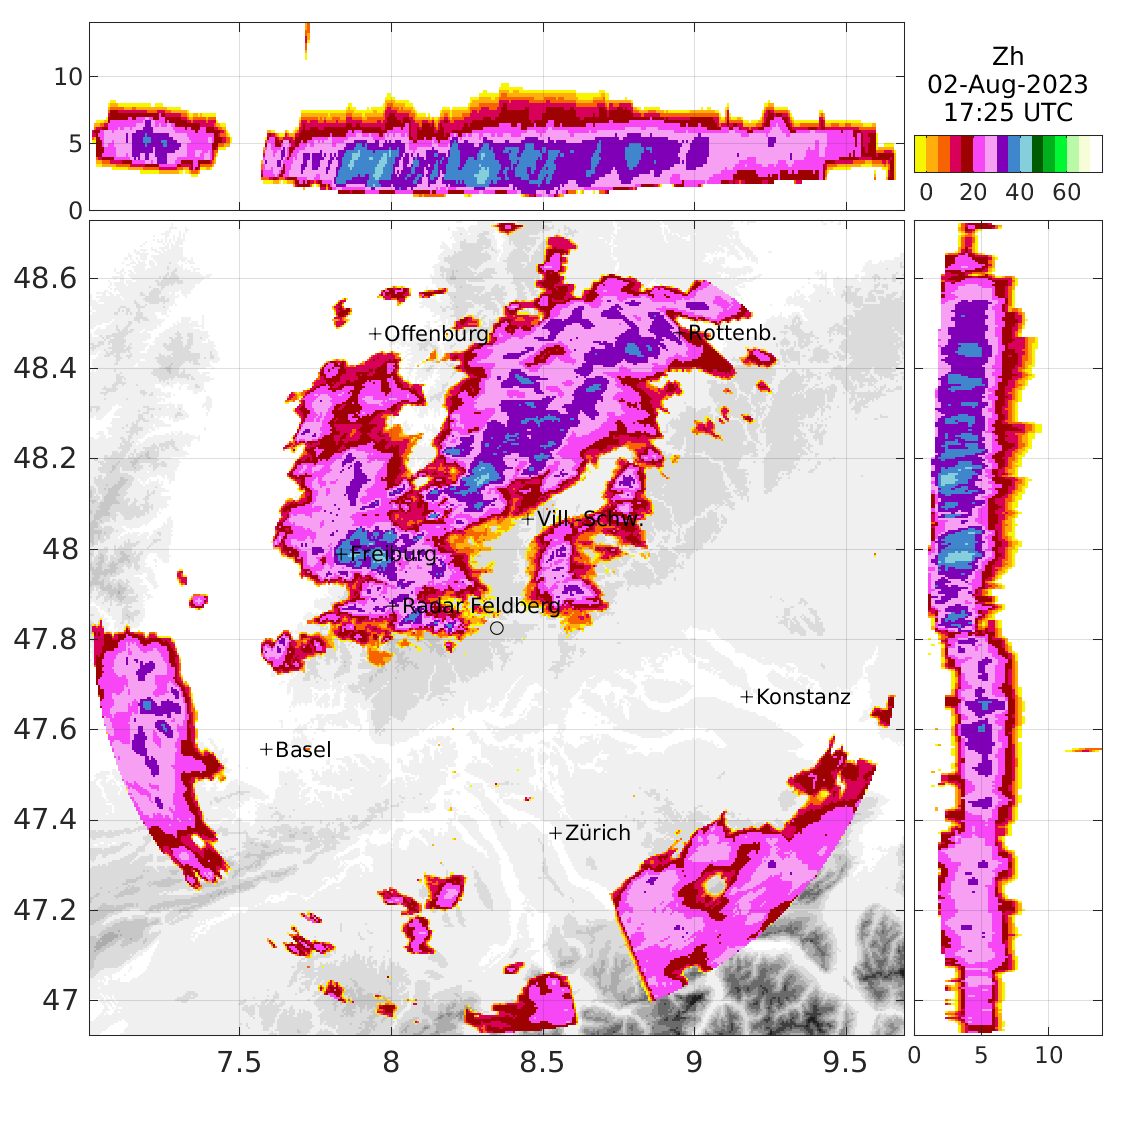 10
5
0
Zh
02-Aug-2023
17:25 UTC
0 20 40 60
48.6
48.4
48.2
48
47.8
47.6
47.4
47.2
47
+Offenburg
+Rottenb.
+Vill.-Schw.
+Freiburg
+Radar Feldberg
+Konstanz
+Basel
+Zürich
7.5 8 8.5 9 9.5
0 5 10